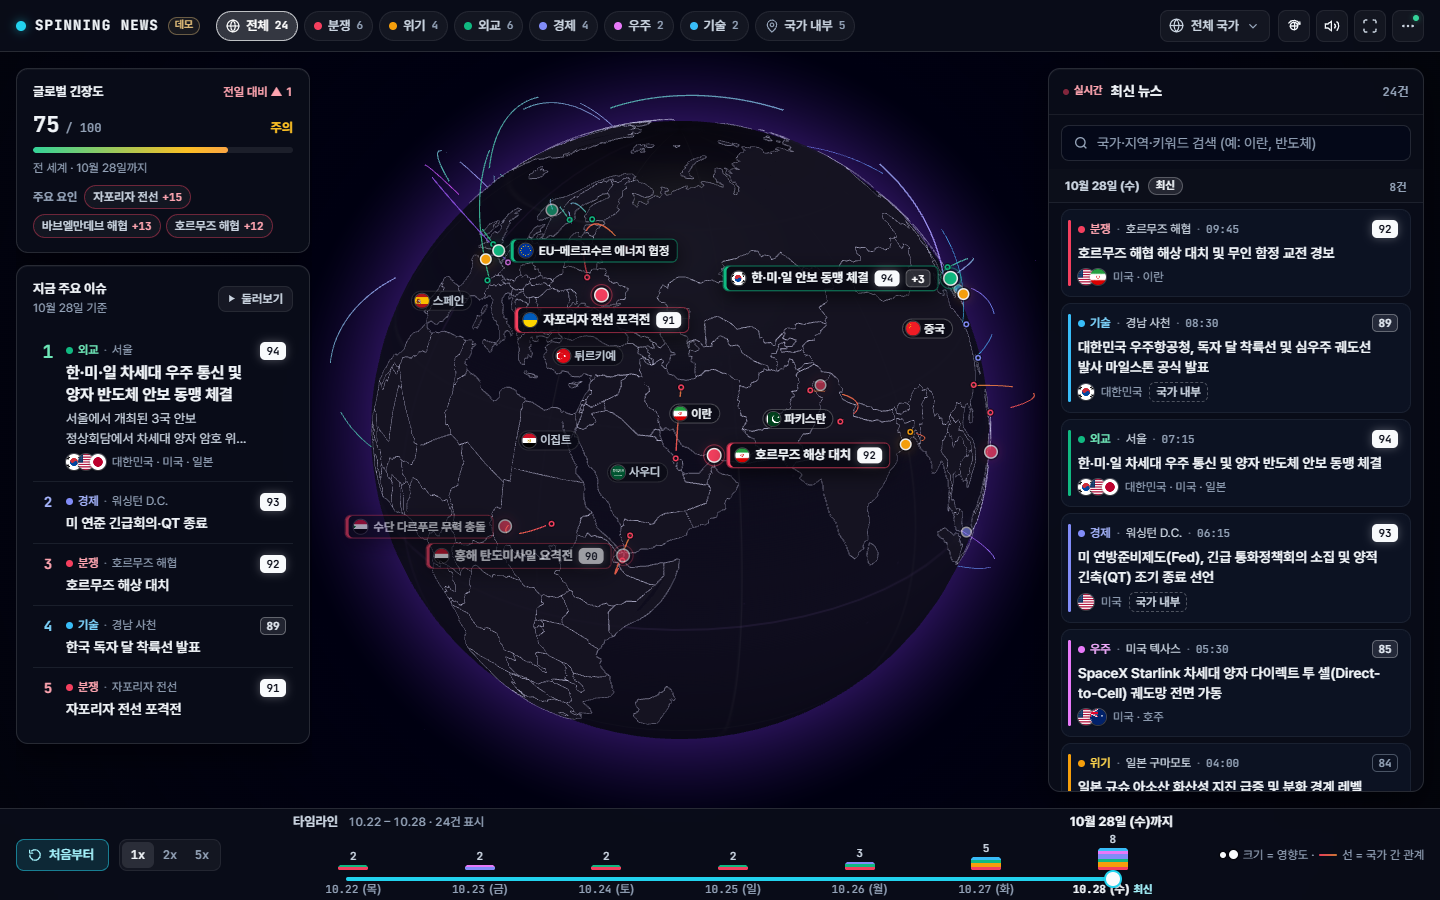 SPINNING NEWS 데모
전체 24
분쟁 6
위기 4
외교 6
경제 4
우주 2
기술 2
국가 내부 5
전체 국가
글로벌 긴장도
전일 대비 ▲ 1
75 / 100
주의
전 세계 · 10월 28일까지
주요 요인 자포리자 전선 +15
바브엘만데브 해협 +13 호르무즈 해협 +12
지금 주요 이슈
10월 28일 기준
둘러보기
1 외교 · 서울 94
한·미·일 차세대 우주 통신 및
양자 반도체 안보 동맹 체결
서울에서 개최된 3국 안보
정상회담에서 차세대 양자 암호 위...
대한민국 · 미국 · 일본
2 경제 · 워싱턴 D.C. 93
미 연준 긴급회의·QT 종료
3 분쟁 · 호르무즈 해협 92
호르무즈 해상 대치
4 기술 · 경남 사천 89
한국 독자 달 착륙선 발표
5 분쟁 · 자포리자 전선 91
자포리자 전선 포격전
EU-메르코수르 에너지 협정
한·미·일 안보 동맹 체결 94 +3
스페인
자포리자 전선 포격전 91
중국
튀르키예
이란
파키스탄
이집트
호르무즈 해상 대치 92
사우디
수단 다르푸르 무력 충돌
홍해 탄도미사일 요격전 90
실시간 최신 뉴스
24건
국가·지역·키워드 검색 (예: 이란, 반도체)
10월 28일 (수) 최신
8건
분쟁 · 호르무즈 해협 · 09:45 92
호르무즈 해협 해상 대치 및 무인 함정 교전 경보
미국 · 이란
기술 · 경남 사천 · 08:30 89
대한민국 우주항공청, 독자 달 착륙선 및 심우주 궤도선
발사 마일스톤 공식 발표
대한민국 국가 내부
외교 · 서울 · 07:15 94
한·미·일 차세대 우주 통신 및 양자 반도체 안보 동맹 체결
대한민국 · 미국 · 일본
경제 · 워싱턴 D.C. · 06:15 93
미 연방준비제도(Fed), 긴급 통화정책회의 소집 및 양적
긴축(QT) 조기 종료 선언
미국 국가 내부
우주 · 미국 텍사스 · 05:30 85
SpaceX Starlink 차세대 양자 다이렉트 투 셀(Direct-
to-Cell) 궤도망 전면 가동
미국 · 호주
위기 · 일본 구마모토 · 04:00 84
일본 규슈 아소산 화산성 지진 급증 및 분화 경계 레벨
타임라인 10.22 – 10.28 · 24건 표시
10월 28일 (수)까지
처음부터
1x 2x 5x
2 2 2 2 3 5 8
10.22 (목) 10.23 (금) 10.24 (토) 10.25 (일) 10.26 (월) 10.27 (화) 10.28 (수) 최신
크기 = 영향도 · 선 = 국가 간 관계